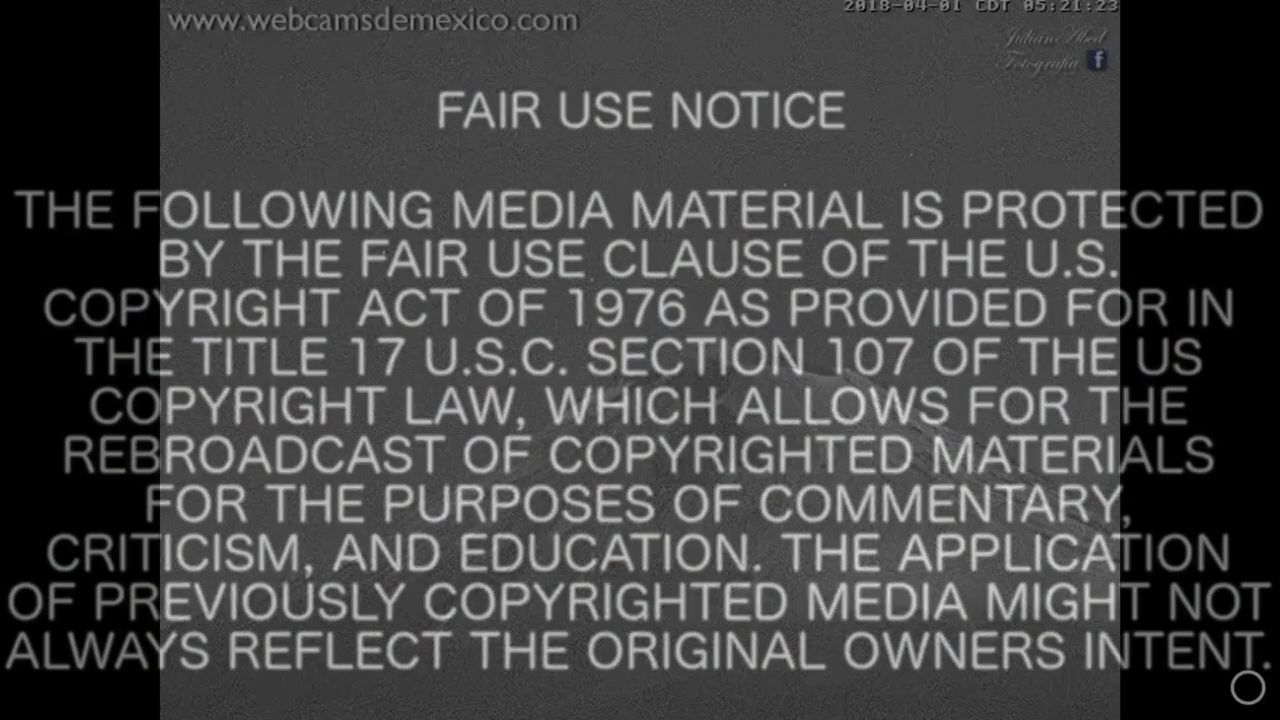 www.webcamsdemexico.com
2018-04-01 CDT 05:21:23
Julian Abed
Fotografia f
FAIR USE NOTICE
THE FOLLOWING MEDIA MATERIAL IS PROTECTED
BY THE FAIR USE CLAUSE OF THE U.S.
COPYRIGHT ACT OF 1976 AS PROVIDED FOR IN
THE TITLE 17 U.S.C. SECTION 107 OF THE US
COPYRIGHT LAW, WHICH ALLOWS FOR THE
REBROADCAST OF COPYRIGHTED MATERIALS
FOR THE PURPOSES OF COMMENTARY,
CRITICISM, AND EDUCATION. THE APPLICATION
OF PREVIOUSLY COPYRIGHTED MEDIA MIGHT NOT
ALWAYS REFLECT THE ORIGINAL OWNERS INTENT.